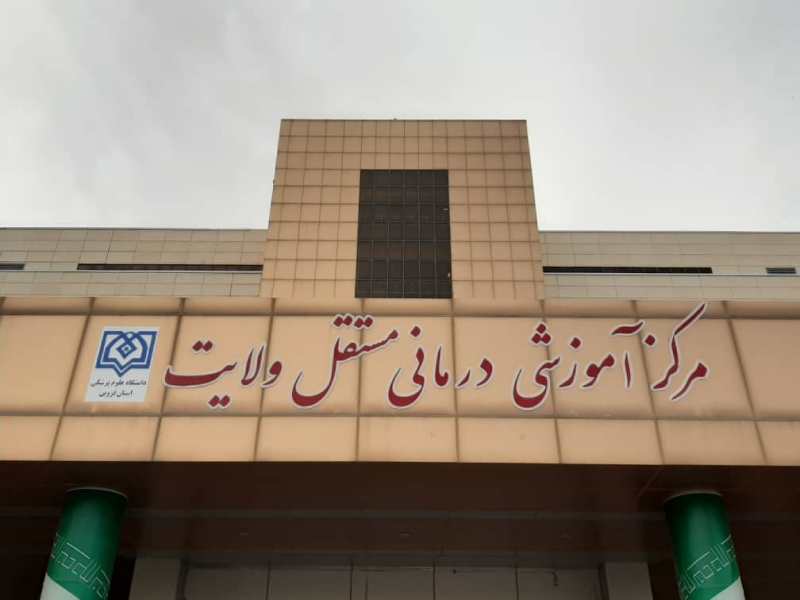 مرکز آموزشی درمانی مستقل ولایت
دانشگاه علوم پزشکی
استان قزوین